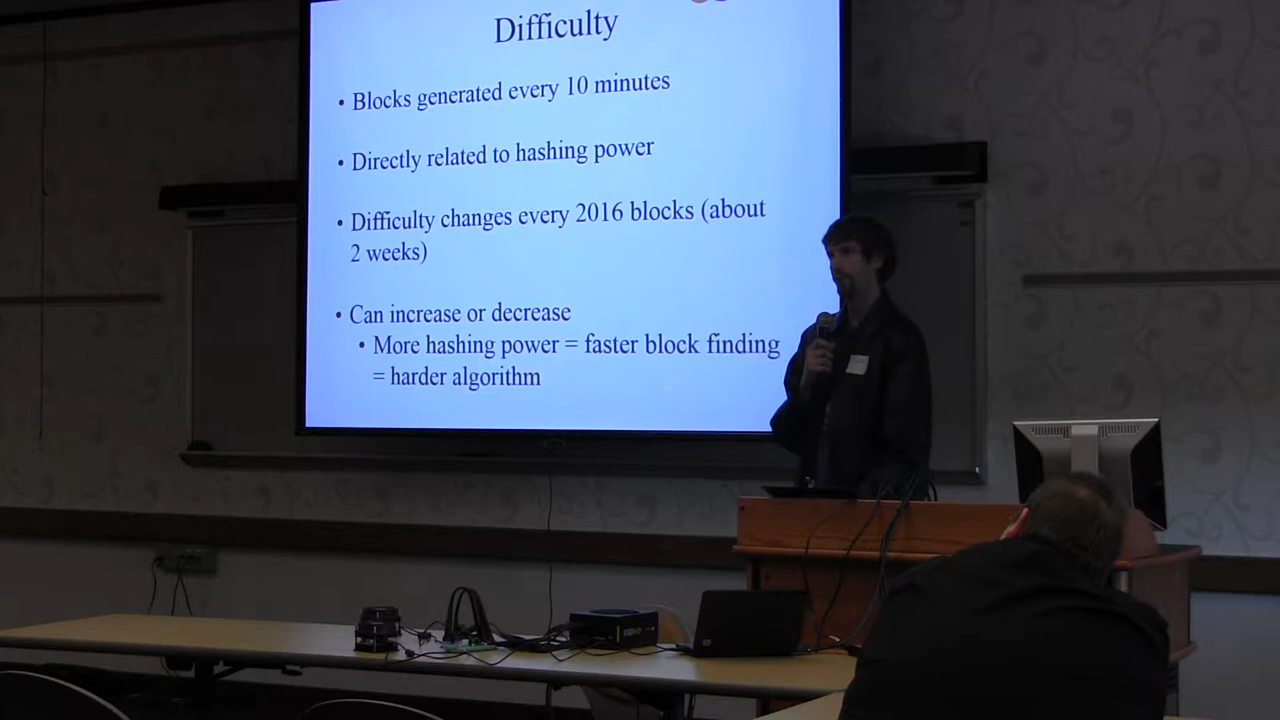 Difficulty
• Blocks generated every 10 minutes
• Directly related to hashing power
• Difficulty changes every 2016 blocks (about
2 weeks)
• Can increase or decrease
• More hashing power = faster block finding
= harder algorithm